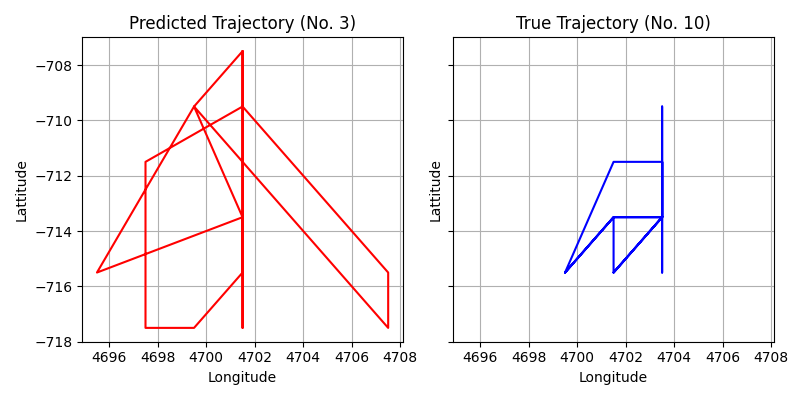 Predicted Trajectory (No. 3)
True Trajectory (No. 10)
Lattitude
−708
−710
−712
−714
−716
−718
4696 4698 4700 4702 4704 4706 4708
Longitude
Lattitude
4696 4698 4700 4702 4704 4706 4708
Longitude